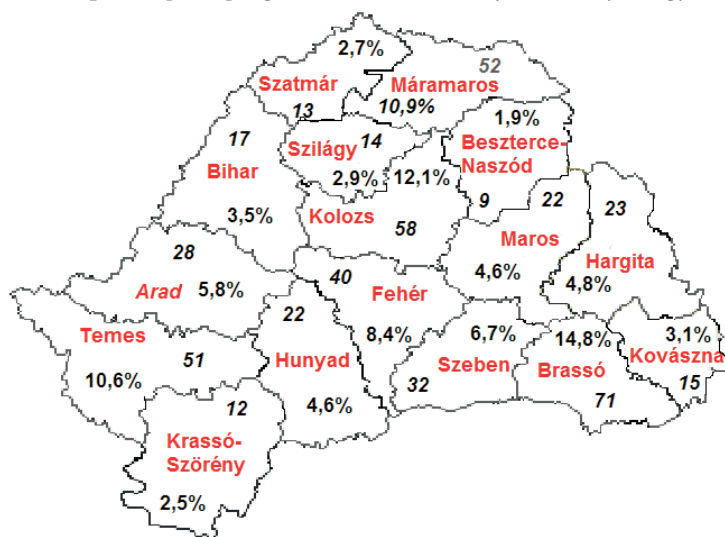 2,7%
Szatmár
13
52
Máramaros
10,9%
1,9%
Beszterce-
Naszód
9
17
Bihar
3,5%
14
Szilágy
2,9%
12,1%
Kolozs
58
22
Maros
4,6%
23
Hargita
4,8%
28
Arad
5,8%
40
Fehér
8,4%
Temes
51
10,6%
22
Hunyad
4,6%
6,7%
Szeben
32
14,8%
Brassó
71
3,1%
Kovászna
15
12
Krassó-
Szörény
2,5%